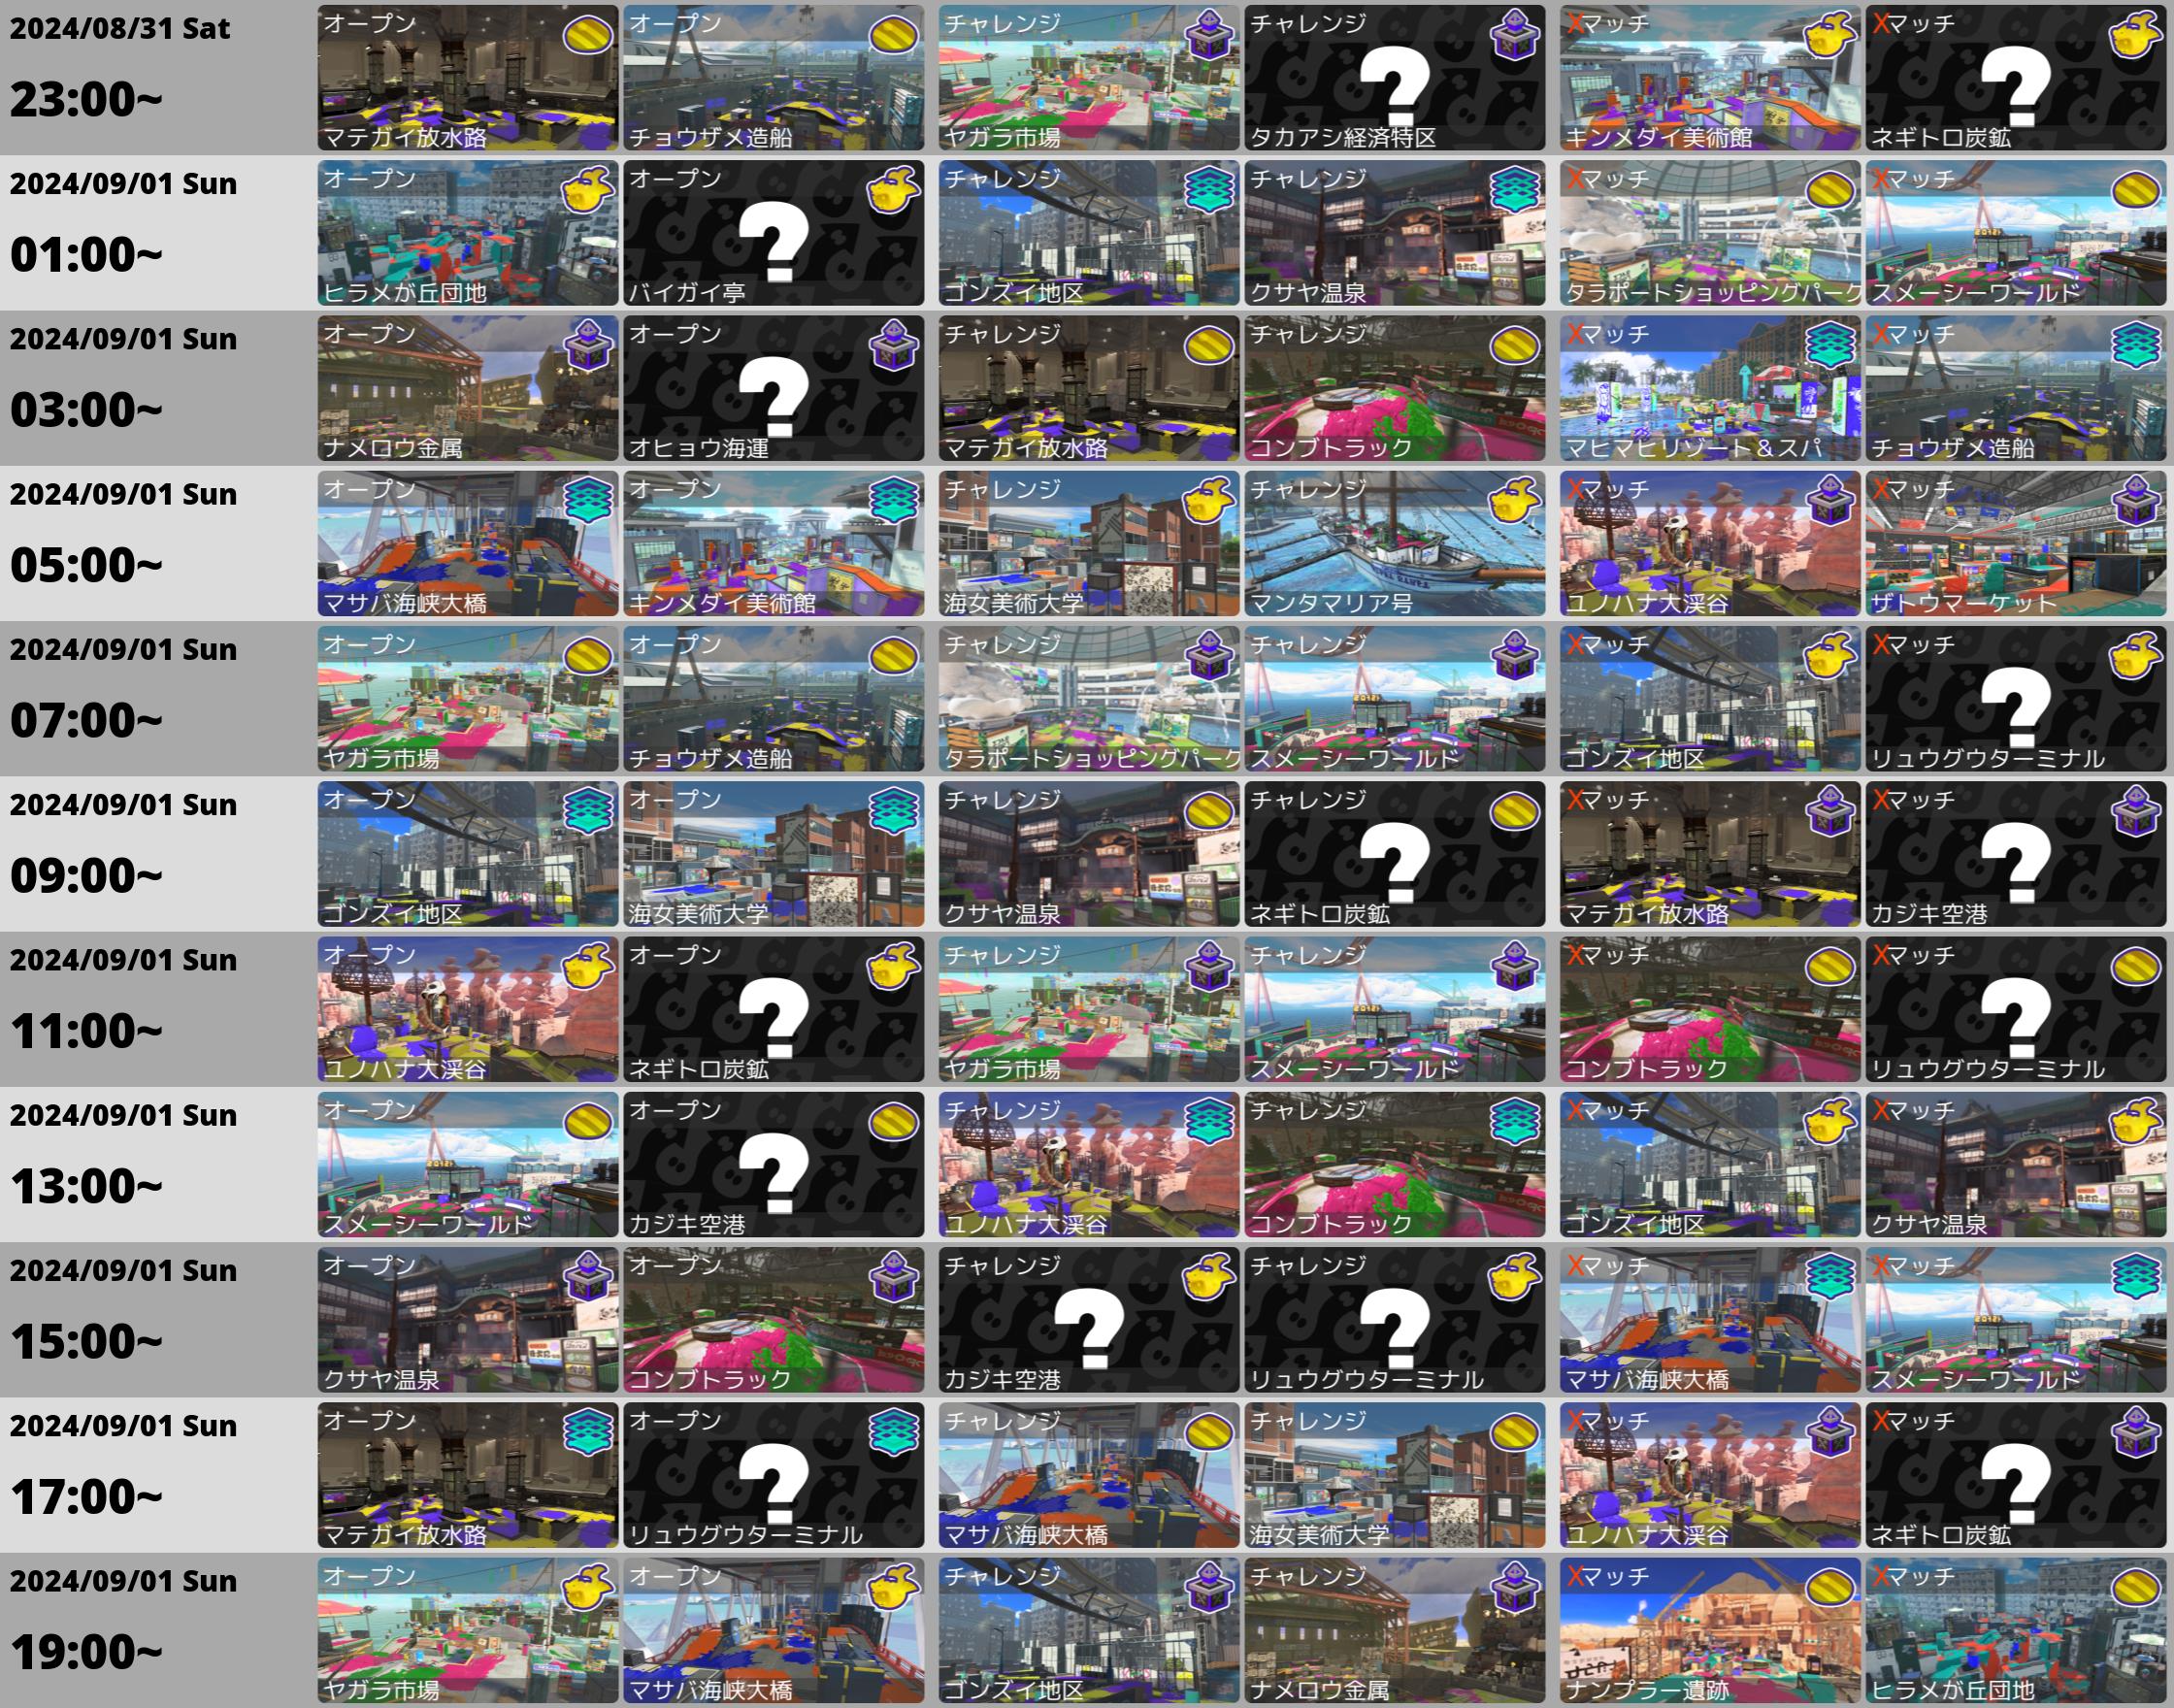 2024/08/31 Sat
23:00~
オープン
マテガイ放水路
オープン
チョウザメ造船
チャレンジ
ヤガラ市場
チャレンジ
タカアシ経済特区
Xマッチ
キンメダイ美術館
Xマッチ
ネギトロ炭鉱
2024/09/01 Sun
01:00~
オープン
ヒラメが丘団地
オープン
バイガイ亭
チャレンジ
ゴンズイ地区
チャレンジ
クサヤ温泉
Xマッチ
タラポートショッピングパーク
Xマッチ
スメーシーワールド
2024/09/01 Sun
03:00~
オープン
ナメロウ金属
オープン
オヒョウ海運
チャレンジ
マテガイ放水路
チャレンジ
コンブトラック
Xマッチ
マヒマヒリゾート＆スパ
Xマッチ
チョウザメ造船
2024/09/01 Sun
05:00~
オープン
マサバ海峡大橋
オープン
キンメダイ美術館
チャレンジ
海女美術大学
チャレンジ
マンタマリア号
Xマッチ
ユノハナ大渓谷
Xマッチ
ザトウマーケット
2024/09/01 Sun
07:00~
オープン
ヤガラ市場
オープン
チョウザメ造船
チャレンジ
タラポートショッピングパーク
チャレンジ
スメーシーワールド
Xマッチ
ゴンズイ地区
Xマッチ
リュウグウターミナル
2024/09/01 Sun
09:00~
オープン
ゴンズイ地区
オープン
海女美術大学
チャレンジ
クサヤ温泉
チャレンジ
ネギトロ炭鉱
Xマッチ
マテガイ放水路
Xマッチ
カジキ空港
2024/09/01 Sun
11:00~
オープン
ユノハナ大渓谷
オープン
ネギトロ炭鉱
チャレンジ
ヤガラ市場
チャレンジ
スメーシーワールド
Xマッチ
コンブトラック
Xマッチ
リュウグウターミナル
2024/09/01 Sun
13:00~
オープン
スメーシーワールド
オープン
カジキ空港
チャレンジ
ユノハナ大渓谷
チャレンジ
コンブトラック
Xマッチ
ゴンズイ地区
Xマッチ
クサヤ温泉
2024/09/01 Sun
15:00~
オープン
クサヤ温泉
オープン
コンブトラック
チャレンジ
カジキ空港
チャレンジ
リュウグウターミナル
Xマッチ
マサバ海峡大橋
Xマッチ
スメーシーワールド
2024/09/01 Sun
17:00~
オープン
マテガイ放水路
オープン
リュウグウターミナル
チャレンジ
マサバ海峡大橋
チャレンジ
海女美術大学
Xマッチ
ユノハナ大渓谷
Xマッチ
ネギトロ炭鉱
2024/09/01 Sun
19:00~
オープン
ヤガラ市場
オープン
マサバ海峡大橋
チャレンジ
ゴンズイ地区
チャレンジ
ナメロウ金属
Xマッチ
ナンプラー遺跡
Xマッチ
ヒラメが丘団地